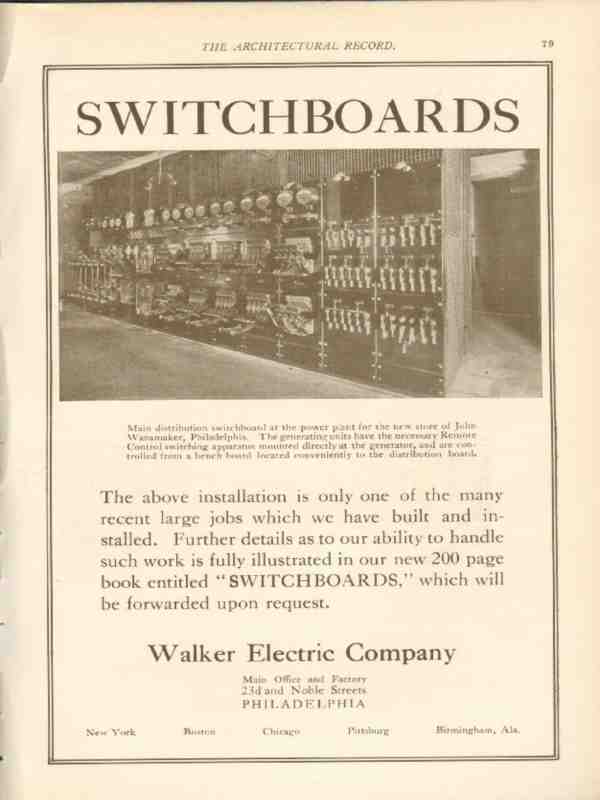 THE ARCHITECTURAL RECORD.
79
SWITCHBOARDS
Main distribution switchboard at the power plant for the new store of John
Wanamaker, Philadelphia. The generating units have the necessary Remote
Control switching apparatus mounted directly at the generator, and are con-
trolled from a bench board located conveniently to the distribution board.
The above installation is only one of the many
recent large jobs which we have built and in-
stalled. Further details as to our ability to handle
such work is fully illustrated in our new 200 page
book entitled "SWITCHBOARDS," which will
be forwarded upon request.
Walker Electric Company
Main Office and Factory
23d and Noble Streets
PHILADELPHIA
New York Boston Chicago Pittsburg Birmingham, Ala.